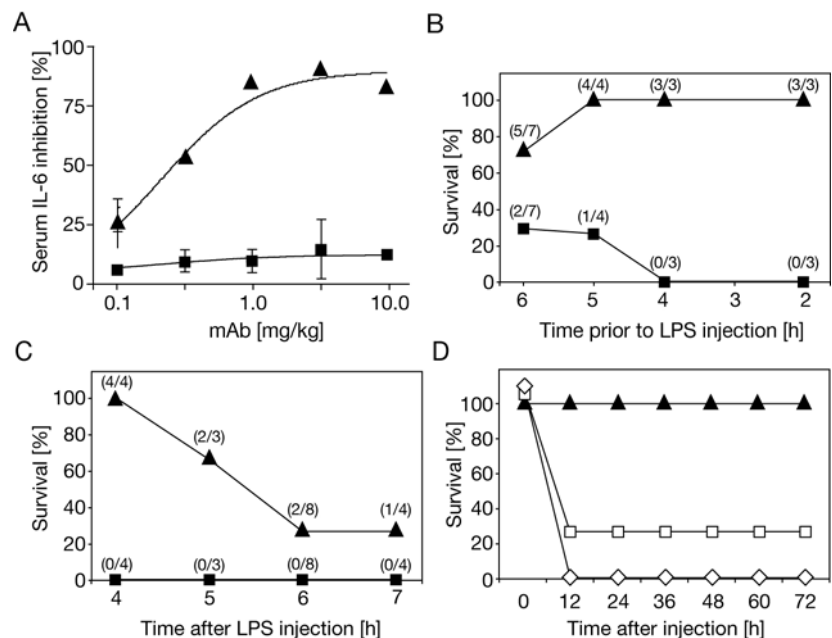 A
Serum IL-6 inhibition [%]
100
75
50
25
0
0.1 1.0 10.0
mAb [mg/kg]
B
Survival [%]
100
80
60
40
20
0
(5/7) (4/4) (3/3) (3/3)
(2/7) (1/4) (0/3) (0/3)
6 5 4 3 2
Time prior to LPS injection [h]
C
Survival [%]
100
80
60
40
20
0
(4/4) (2/3) (2/8) (1/4)
(0/4) (0/3) (0/8) (0/4)
4 5 6 7
Time after LPS injection [h]
D
Survival [%]
100
80
60
40
20
0
0 12 24 36 48 60 72
Time after injection [h]